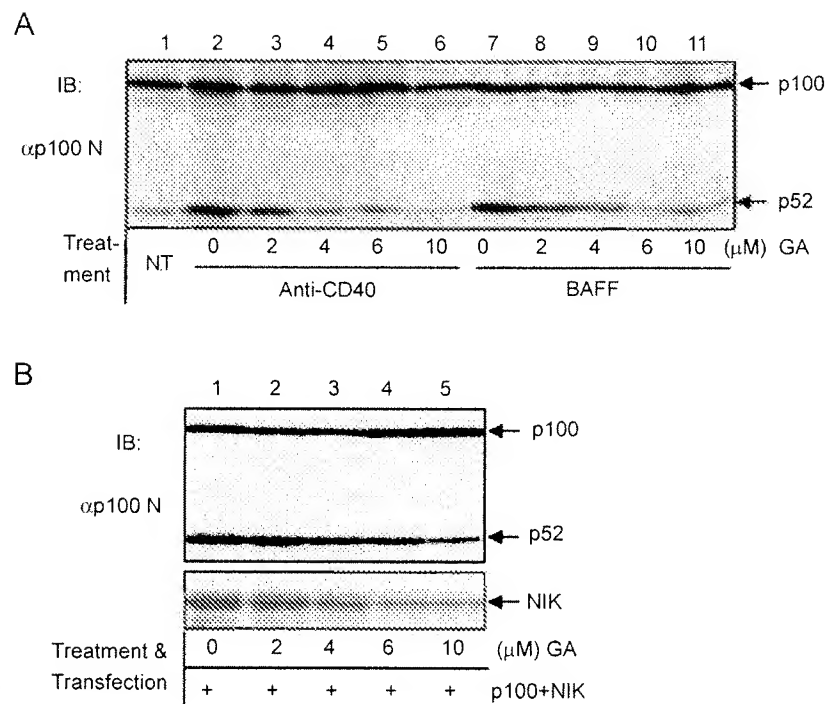 A
1 2 3 4 5 6 7 8 9 10 11
IB:
p100
αp100 N
p52
Treat-
ment
N.T
0 2 4 6 10 0 2 4 6 10 (μM) GA
Anti-CD40 BAFF
B
1 2 3 4 5
IB:
p100
αp100 N
p52
NIK
Treatment & 0 2 4 6 10 (μM) GA
Transfection + + + + + p100+NIK